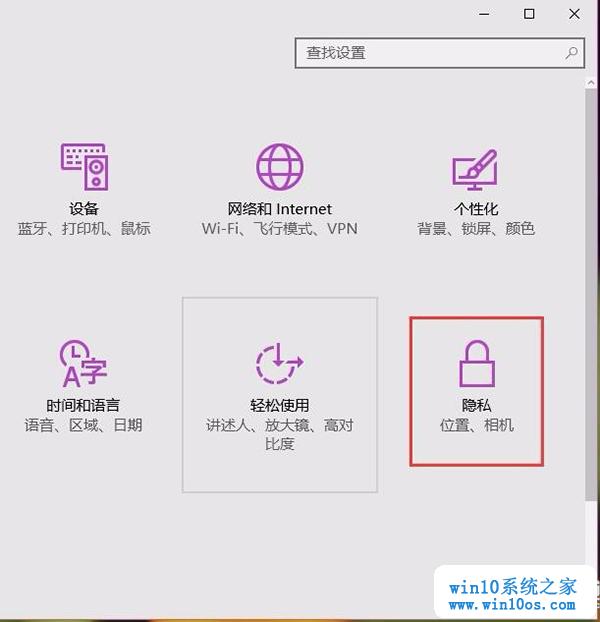 查找设置
设备
蓝牙、打印机、鼠标
网络和 Internet
Wi-Fi、飞行模式、VPN
个性化
背景、锁屏、颜色
A字
时间和语言
语音、区域、日期
轻松使用
讲述人、放大镜、高对
比度
隐私
位置、相机
win10系统之家
www.win10os.com